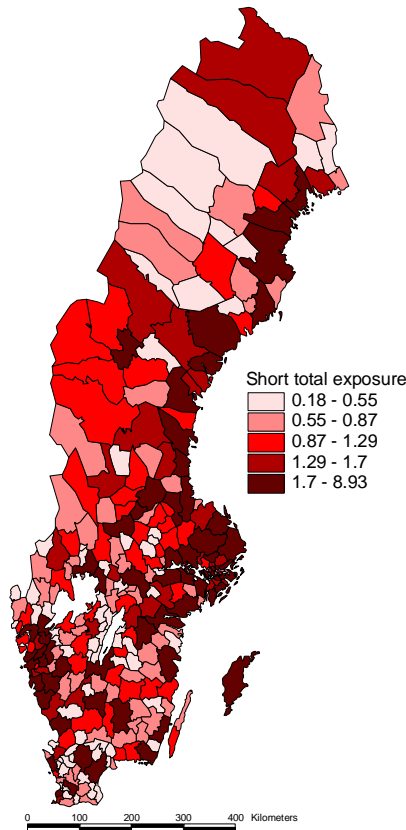 Short total exposure
0.18 - 0.55
0.55 - 0.87
0.87 - 1.29
1.29 - 1.7
1.7 - 8.93
0 100 200 300 400 Kilometers